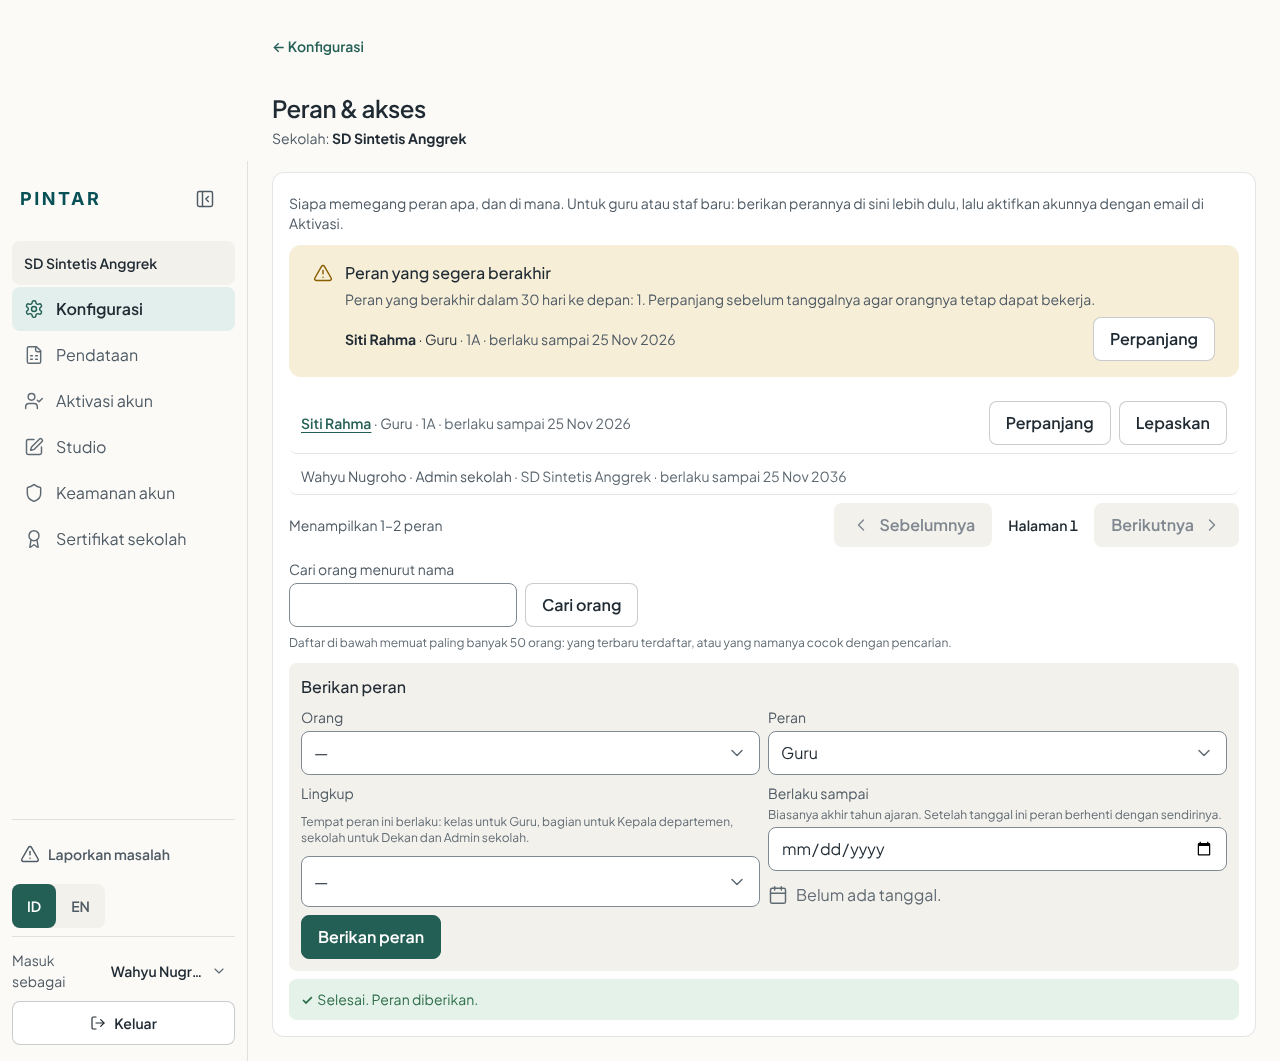 ← Konfigurasi
Peran & akses
Sekolah: SD Sintetis Anggrek
PINTAR
SD Sintetis Anggrek
Konfigurasi
Pendataan
Aktivasi akun
Studio
Keamanan akun
Sertifikat sekolah
Laporkan masalah
ID EN
Masuk sebagai
Wahyu Nugr...
Keluar
Siapa memegang peran apa, dan di mana. Untuk guru atau staf baru: berikan perannya di sini lebih dulu, lalu aktifkan akunnya dengan email di
Aktivasi.
Peran yang segera berakhir
Peran yang berakhir dalam 30 hari ke depan: 1. Perpanjang sebelum tanggalnya agar orangnya tetap dapat bekerja.
Siti Rahma · Guru · 1A · berlaku sampai 25 Nov 2026 Perpanjang
Siti Rahma · Guru · 1A · berlaku sampai 25 Nov 2026 Perpanjang Lepaskan
Wahyu Nugroho · Admin sekolah · SD Sintetis Anggrek · berlaku sampai 25 Nov 2036
Menampilkan 1–2 peran Sebelumnya Halaman 1 Berikutnya
Cari orang menurut nama
Cari orang
Daftar di bawah memuat paling banyak 50 orang: yang terbaru terdaftar, atau yang namanya cocok dengan pencarian.
Berikan peran
Orang
—
Peran
Guru
Lingkup
Tempat peran ini berlaku: kelas untuk Guru, bagian untuk Kepala departemen,
sekolah untuk Dekan dan Admin sekolah.
—
Berlaku sampai
Biasanya akhir tahun ajaran. Setelah tanggal ini peran berhenti dengan sendirinya.
mm/dd/yyyy
Belum ada tanggal.
Berikan peran
✓ Selesai. Peran diberikan.